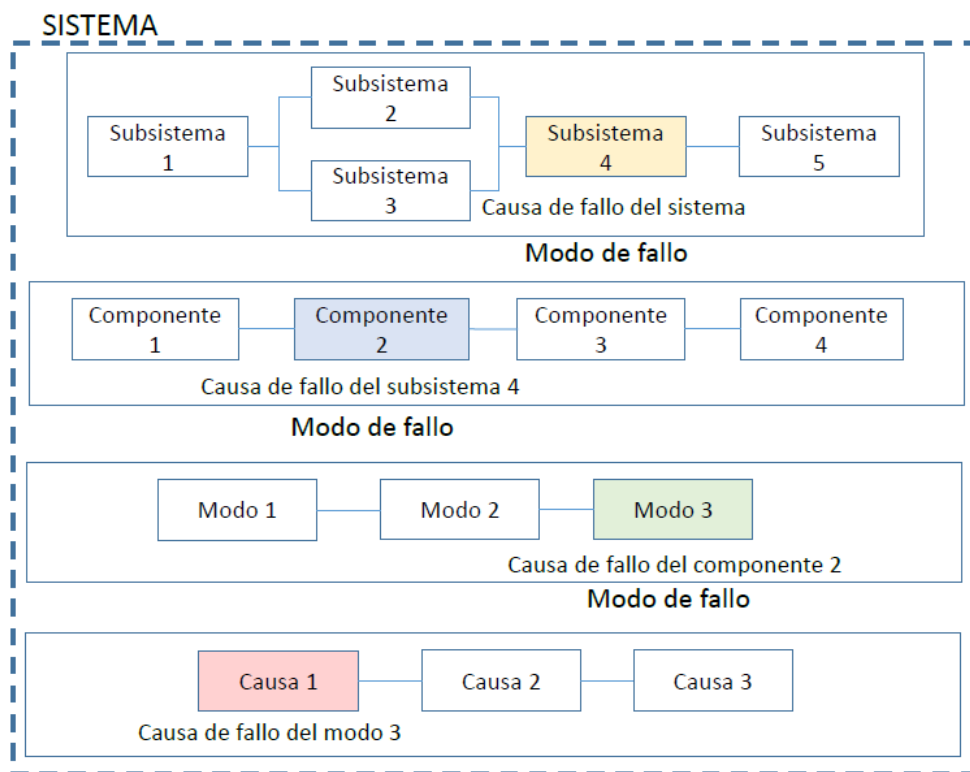 SISTEMA
Subsistema
1
Subsistema
2
Subsistema
3
Subsistema
4
Subsistema
5
Causa de fallo del sistema
Modo de fallo
Componente
1
Componente
2
Componente
3
Componente
4
Causa de fallo del subsistema 4
Modo de fallo
Modo 1
Modo 2
Modo 3
Causa de fallo del componente 2
Modo de fallo
Causa 1
Causa 2
Causa 3
Causa de fallo del modo 3